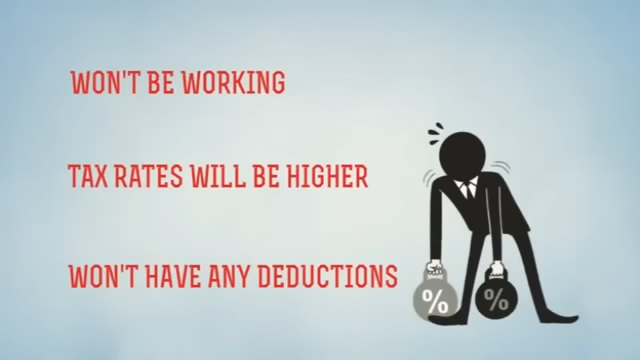 WON'T BE WORKING
TAX RATES WILL BE HIGHER
WON'T HAVE ANY DEDUCTIONS
% %